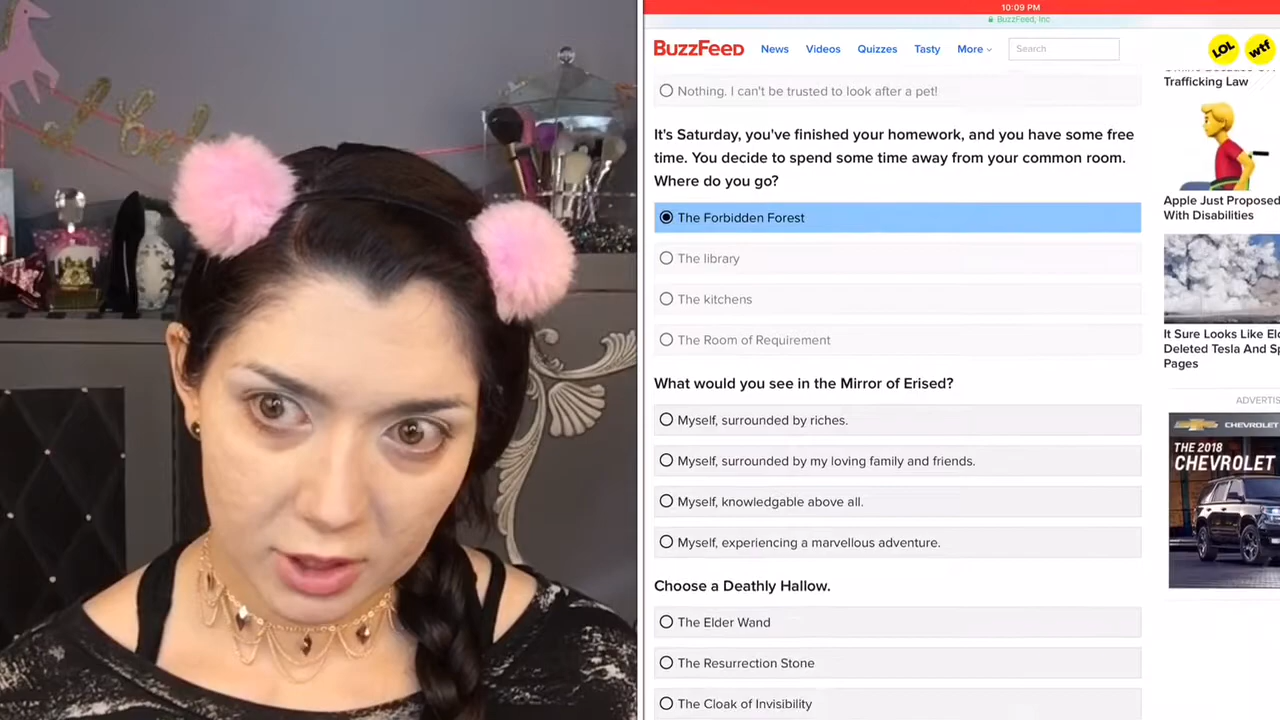 I bel
10:09 PM
BuzzFeed, Inc
BuzzFeed
News
Videos
Quizzes
Tasty
More
Search
LOL
wtf
Nothing. I can't be trusted to look after a pet!
It's Saturday, you've finished your homework, and you have some free
time. You decide to spend some time away from your common room.
Where do you go?
The Forbidden Forest
The library
The kitchens
The Room of Requirement
What would you see in the Mirror of Erised?
Myself, surrounded by riches.
Myself, surrounded by my loving family and friends.
Myself, knowledgable above all.
Myself, experiencing a marvellous adventure.
Choose a Deathly Hallow.
The Elder Wand
The Resurrection Stone
The Cloak of Invisibility
Trafficking Law
Apple Just Proposed
With Disabilities
It Sure Looks Like Elo
Deleted Tesla And Sp
Pages
ADVERTIS
CHEVROLET
THE 2018
CHEVROLET